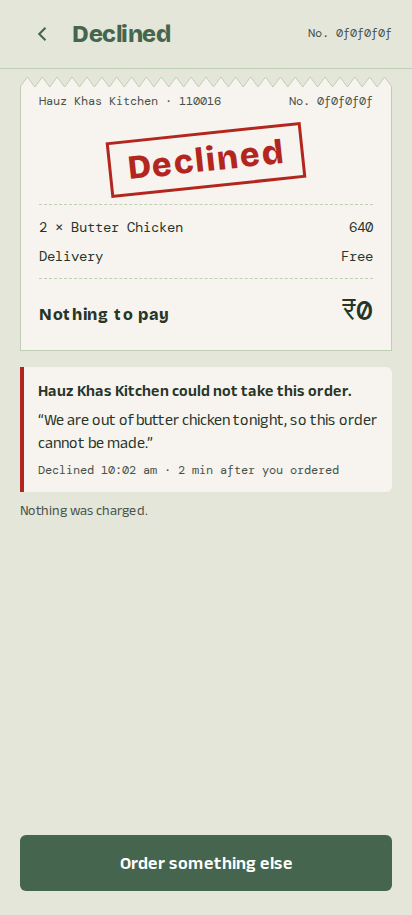 Declined
No. 0f0f0f0f
Hauz Khas Kitchen · 110016
No. 0f0f0f0f
Declined
2 × Butter Chicken 640
Delivery Free
Nothing to pay ₹0
Hauz Khas Kitchen could not take this order.
“We are out of butter chicken tonight, so this order
cannot be made.”
Declined 10:02 am · 2 min after you ordered
Nothing was charged.
Order something else